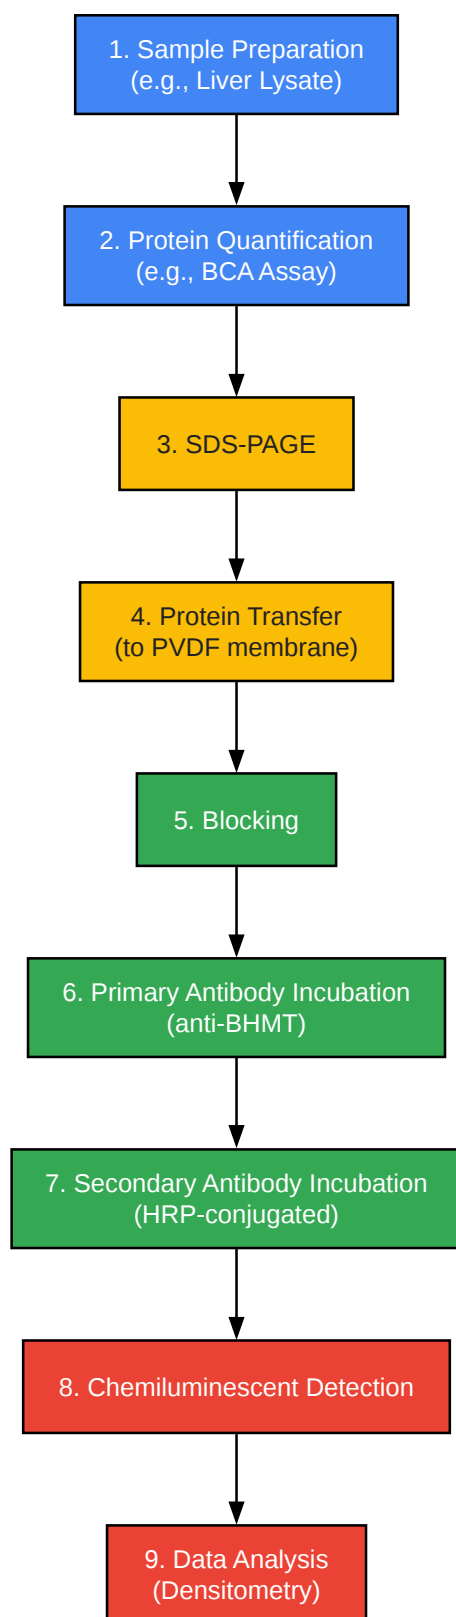 1. Sample Preparation
(e.g., Liver Lysate)
2. Protein Quantification
(e.g., BCA Assay)
3. SDS-PAGE
4. Protein Transfer
(to PVDF membrane)
5. Blocking
6. Primary Antibody Incubation
(anti-BHMT)
7. Secondary Antibody Incubation
(HRP-conjugated)
8. Chemiluminescent Detection
9. Data Analysis
(Densitometry)